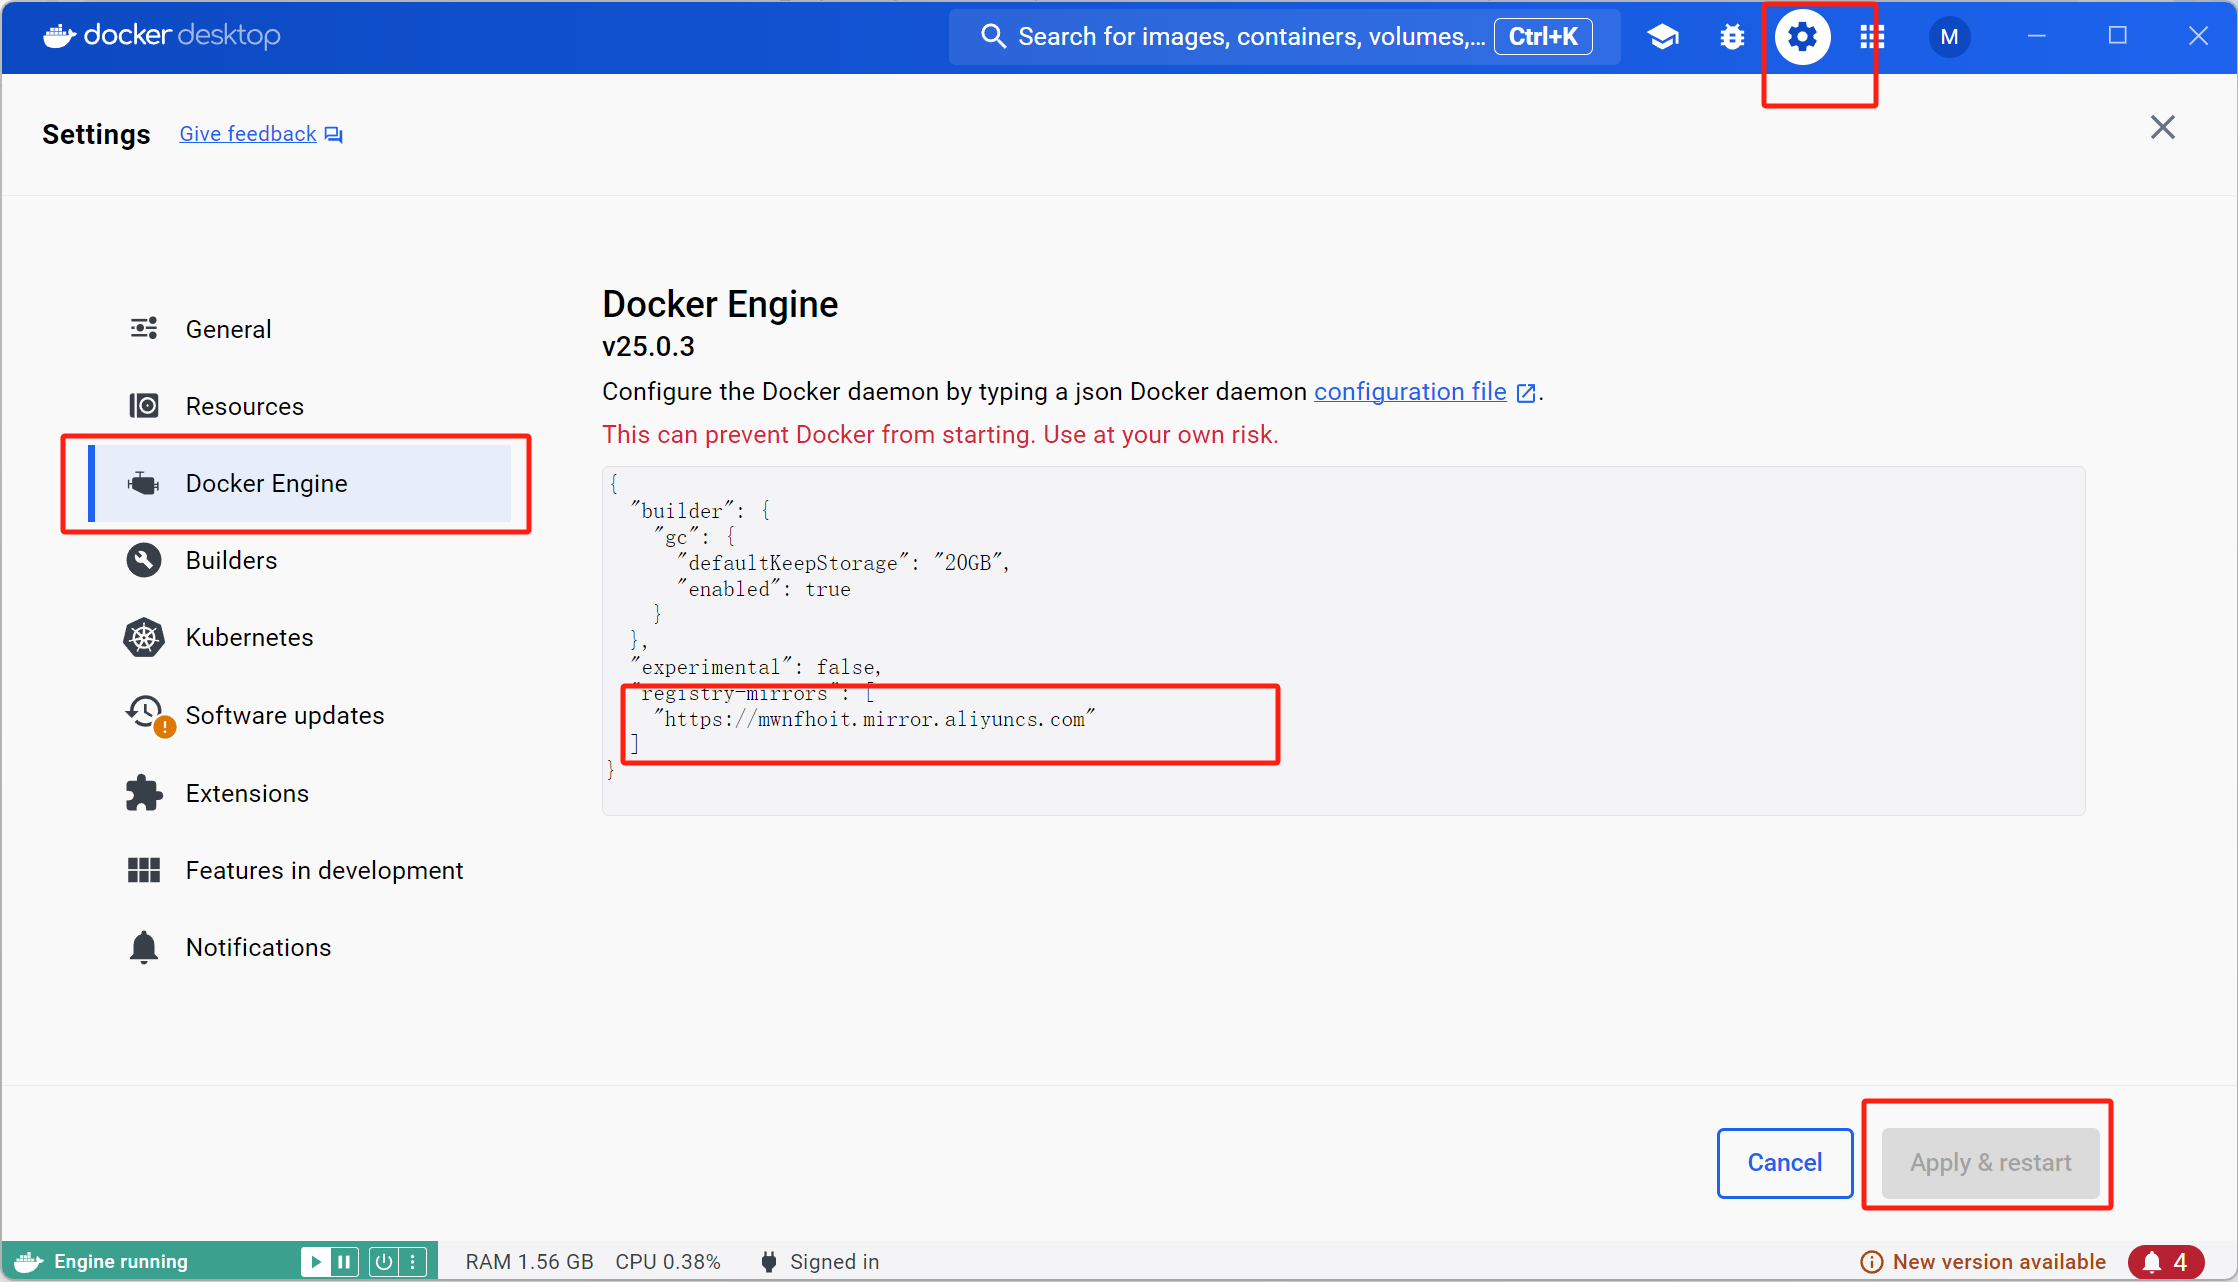 docker desktop
Search for images, containers, volumes,... Ctrl+K
M
Settings Give feedback
General
Resources
Docker Engine
Builders
Kubernetes
Software updates
Extensions
Features in development
Notifications
Docker Engine
v25.0.3
Configure the Docker daemon by typing a json Docker daemon configuration file.
This can prevent Docker from starting. Use at your own risk.
{
  "builder": {
    "gc": {
      "defaultKeepStorage": "20GB",
      "enabled": true
    }
  },
  "experimental": false,
  "registry-mirrors": [
    "https://mwnfhoit.mirror.aliyuncs.com"
  ]
}
Cancel
Apply & restart
Engine running RAM 1.56 GB CPU 0.38% Signed in New version available 4